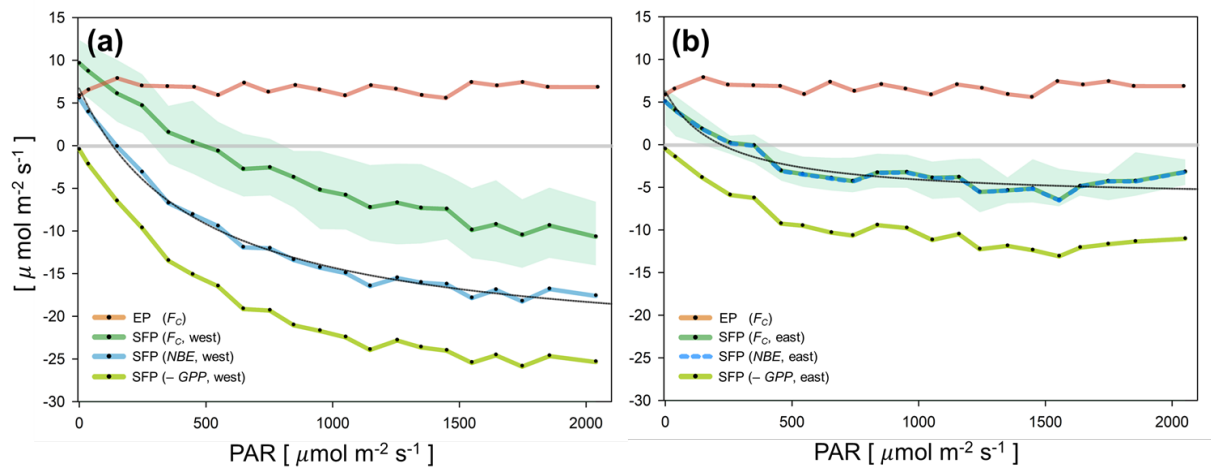 (a)
(b)
[ μ mol m-2 s-1 ]
15
10
5
0
-5
-10
-15
-20
-25
-30
EP (FC)
SFP (FC, west)
SFP (NBE, west)
SFP (– GPP, west)
0
500
1000
1500
2000
PAR [ μmol m-2 s-1 ]
15
10
5
0
-5
-10
-15
-20
-25
-30
EP (FC)
SFP (FC, east)
SFP (NBE, east)
SFP (– GPP, east)
0
500
1000
1500
2000
PAR [ μmol m-2 s-1 ]